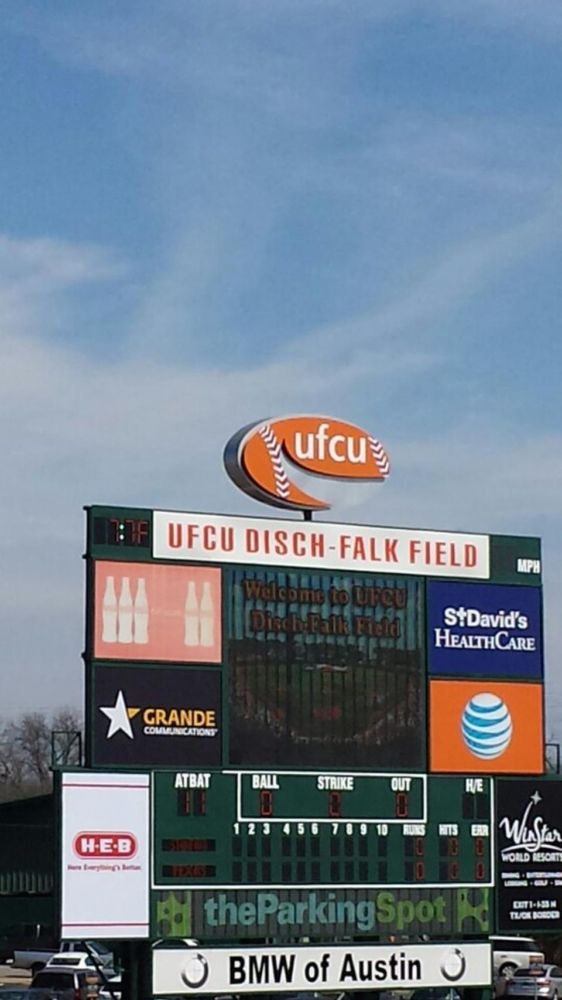 ufcu
UFCU DISCH-FALK FIELD
MPH
Welcome to UFCU
Disch-Falk Field
St David's
HEALTHCARE
GRANDE
COMMUNICATIONS
ATBAT
BALL
STRIKE
OUT
H/E
11
0
0
0
1 2 3 4 5 6 7 8 9 10 RUNS HITS ERR
0 0 0
TEXAS 0 0 0
H-E-B
Here Everything's Better.
WinStar
WORLD RESORTS
EXIT 1 - I-35 N
TX/OK BORDER
theParkingSpot
BMW of Austin